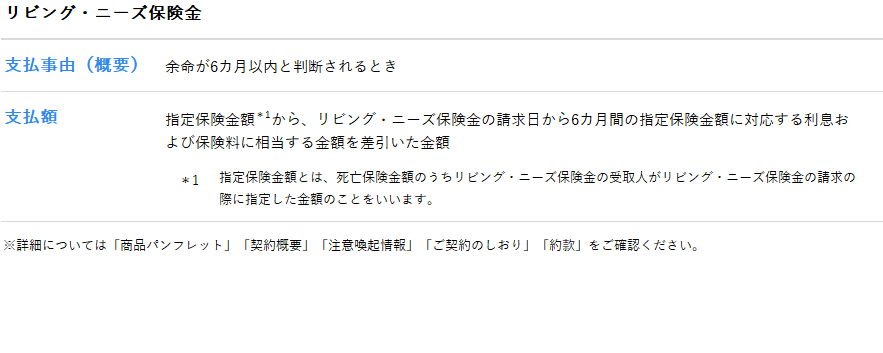 リビング・ニーズ保険金
支払事由（概要） 余命が6カ月以内と判断されるとき
支払額 指定保険金額*1から、リビング・ニーズ保険金の請求日から6カ月間の指定保険金額に対応する利息お
よび保険料に相当する金額を差引いた金額
*1 指定保険金額とは、死亡保険金額のうちリビング・ニーズ保険金の受取人がリビング・ニーズ保険金の請求の
際に指定した金額のことをいいます。
※詳細については「商品パンフレット」「契約概要」「注意喚起情報」「ご契約のしおり」「約款」をご確認ください。